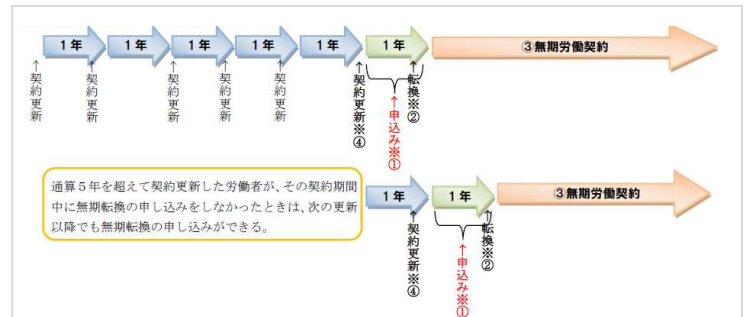 1年
1年
1年
1年
1年
1年
③無期労働契約
↑契約更新
↑契約更新
↑契約更新
↑契約更新
↑契約更新
↑契約更新※④
↑申込み※①
↑転換※②
通算5年を超えて契約更新した労働者が、その契約期間
中に無期転換の申し込みをしなかったときは、次の更新
以降でも無期転換の申し込みができる。
1年
1年
③無期労働契約
↑契約更新※④
↑申込み※①
↑転換※②